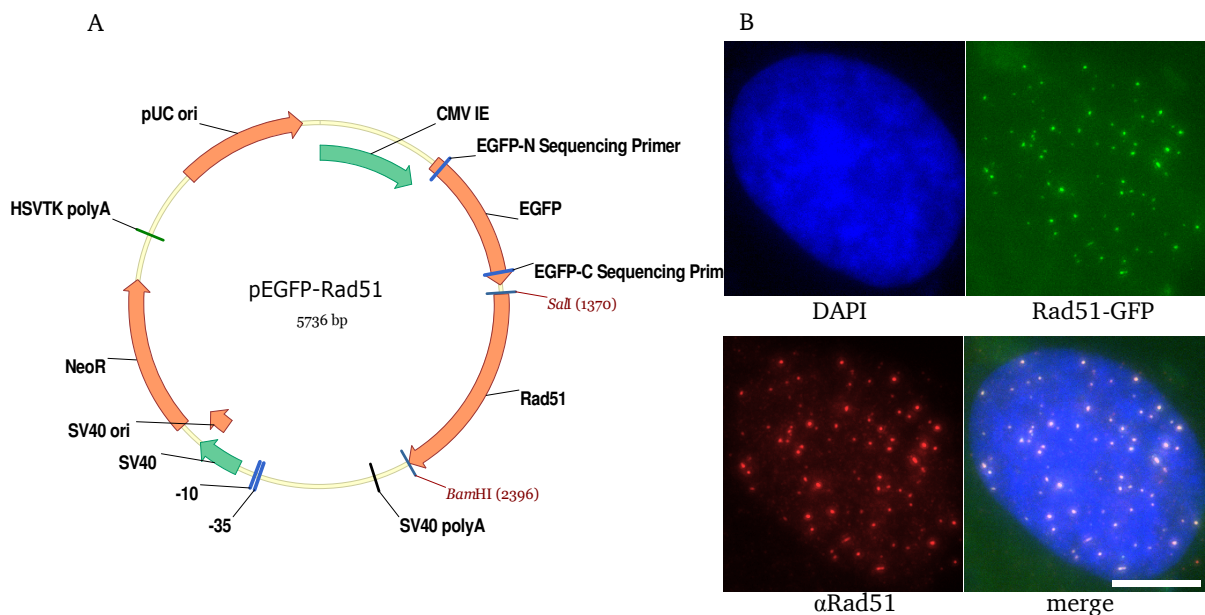 A
B
pUC ori
CMV IE
EGFP-N Sequencing Primer
HSVTK polyA
EGFP
EGFP-C Sequencing Prim
pEGFP-Rad51
5736 bp
SalI (1370)
DAPI
Rad51-GFP
NeoR
Rad51
SV40 ori
SV40
-10
BamHI (2396)
-35
SV40 polyA
αRad51
merge